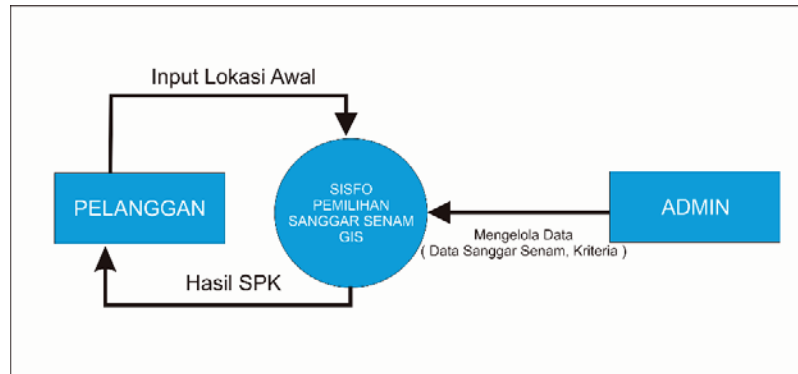 Input Lokasi Awal
PELANGGAN
SISFO
PEMILIHAN
SANGGAR SENAM
GIS
ADMIN
Mengelola Data
( Data Sanggar Senam, Kriteria )
Hasil SPK